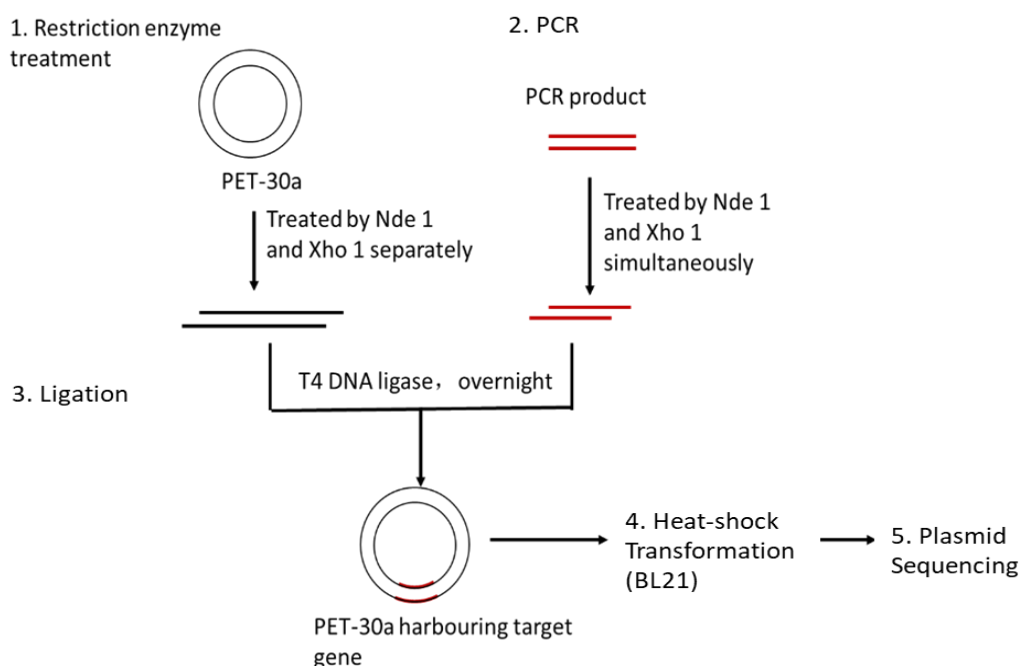 1. Restriction enzyme
treatment
2. PCR
PCR product
PET-30a
Treated by Nde 1
and Xho 1 separately
Treated by Nde 1
and Xho 1
simultaneously
3. Ligation
T4 DNA ligase，overnight
4. Heat-shock
Transformation
(BL21)
5. Plasmid
Sequencing
PET-30a harbouring target
gene